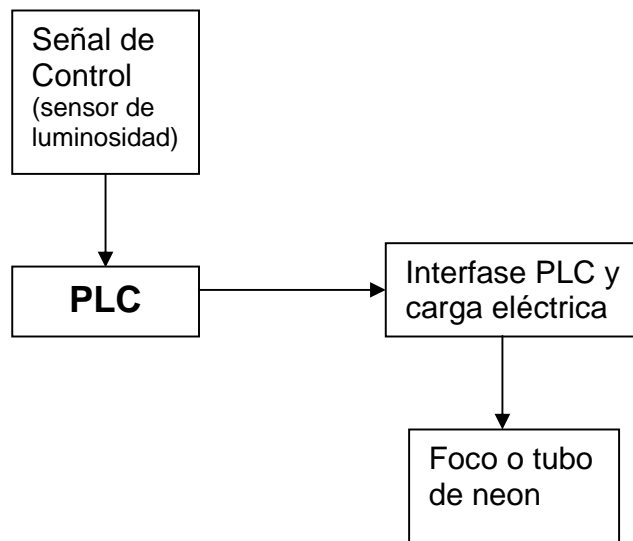 Señal de
Control
(sensor de
luminosidad)
PLC
Interfase PLC y
carga eléctrica
Foco o tubo
de neon